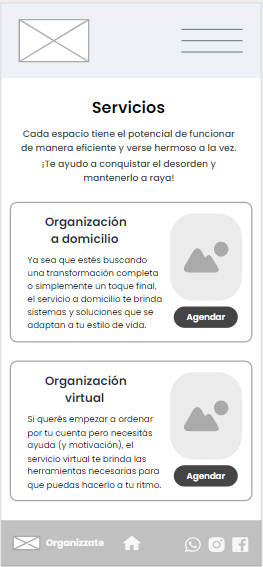 Servicios
Cada espacio tiene el potencial de funcionar
de manera eficiente y verse hermoso a la vez.
¡Te ayudo a conquistar el desorden y
mantenerlo a raya!
Organización
a domicilio
Ya sea que estés buscando
una transformación completa
o simplemente un toque final,
el servicio a domicilio te brinda
sistemas y soluciones que se
adaptan a tu estilo de vida.
Agendar
Organización
virtual
Si querés empezar a ordenar
por tu cuenta pero necesitás
ayuda (y motivación), el
servicio virtual te brinda las
herramientas necesarias para
que puedas hacerlo a tu ritmo.
Agendar
Organizzate